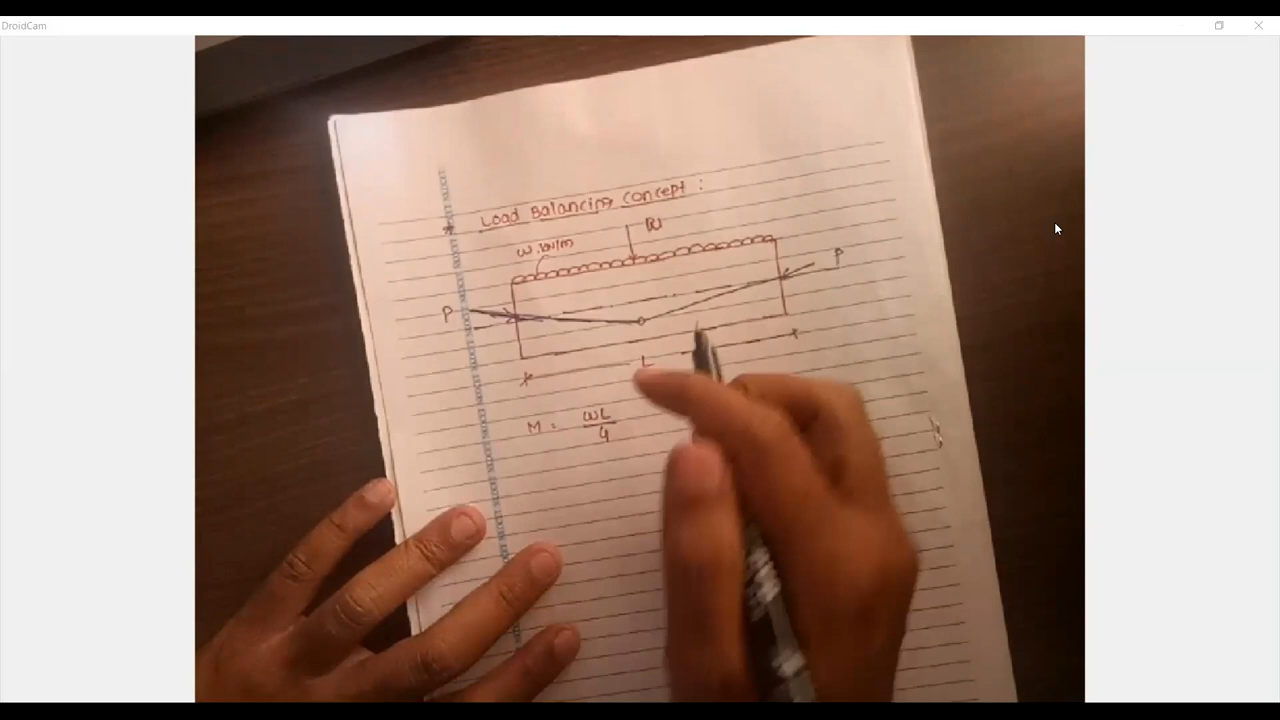 DroidCam
* Load Balancing Concept :
W kN/m
W
P
P
L
M = WL/4